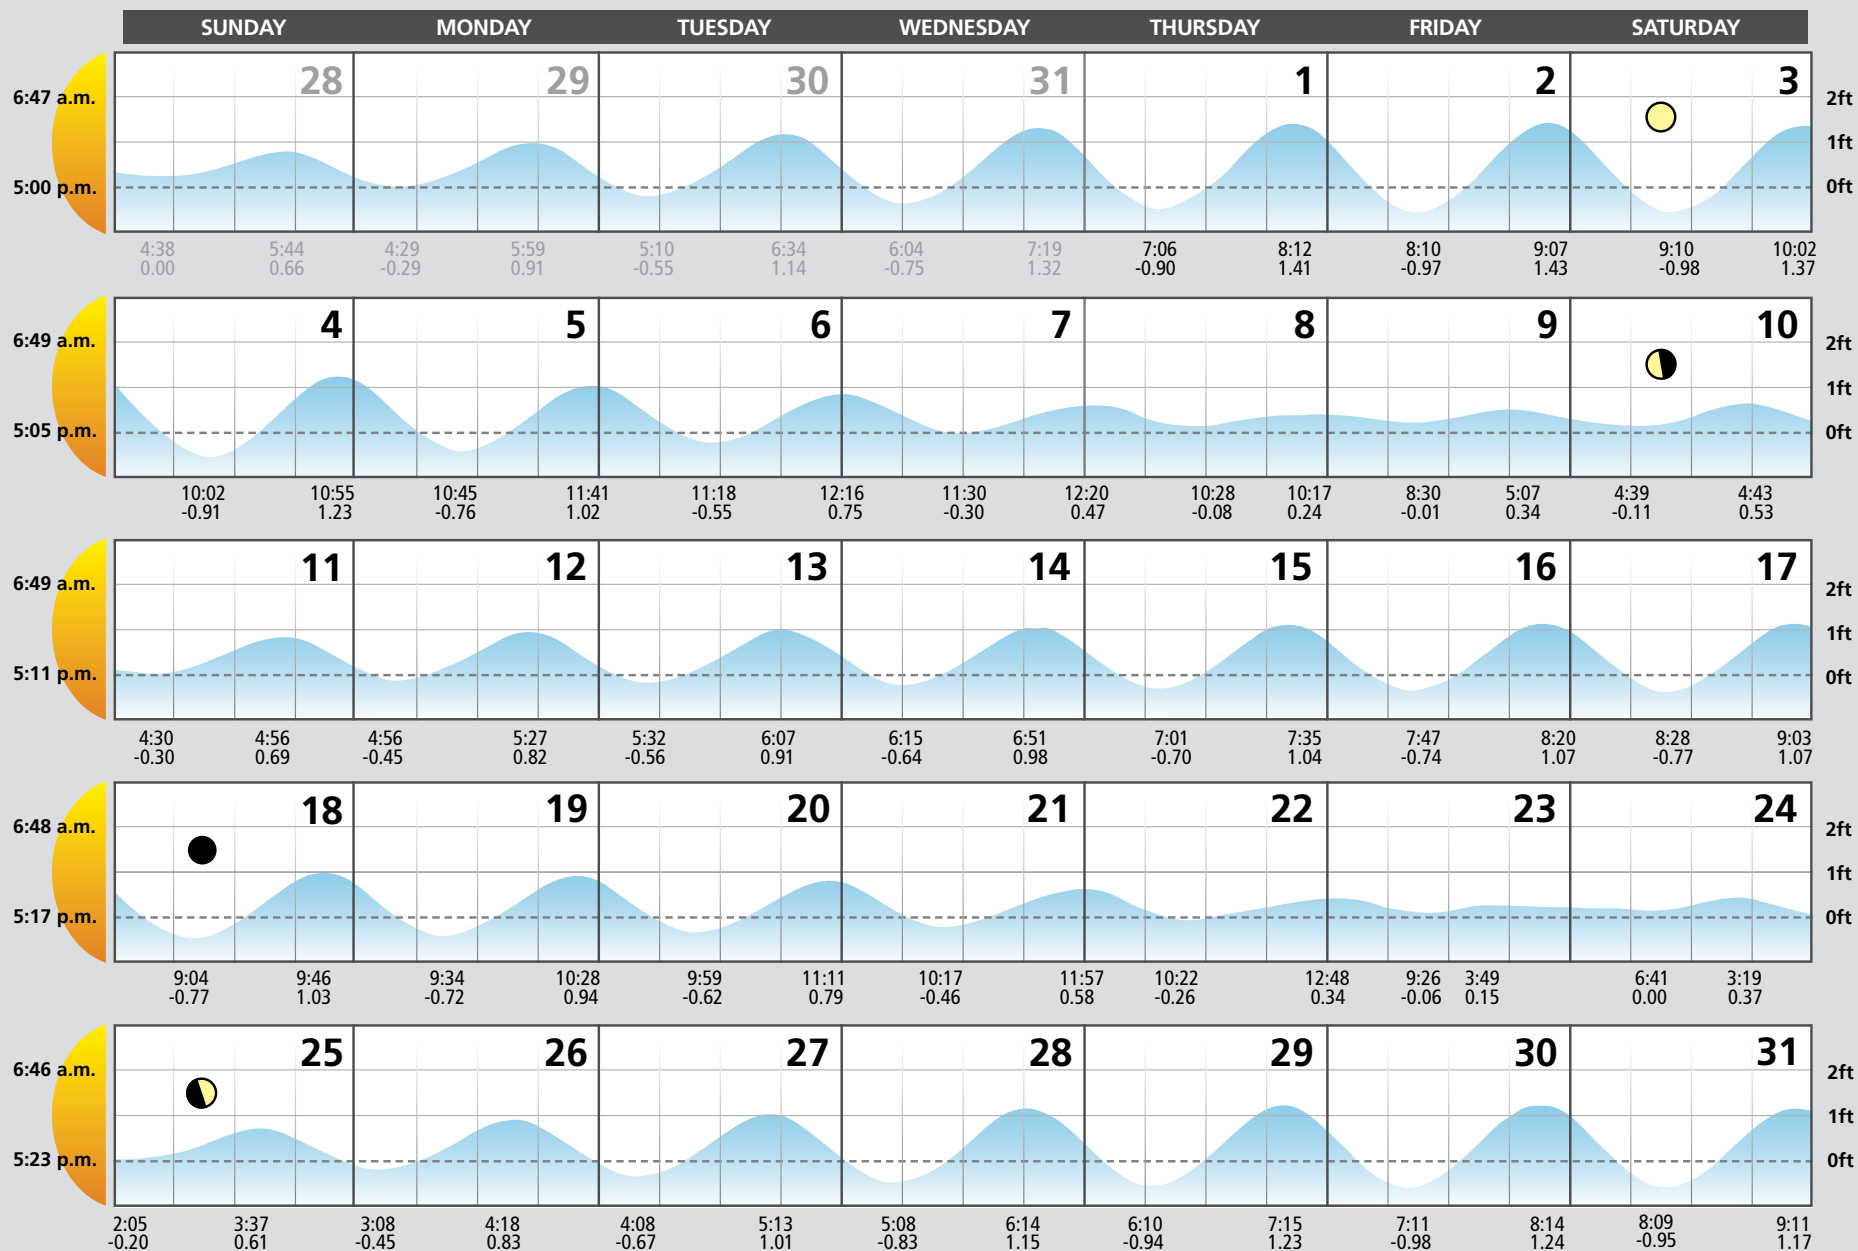 SUNDAY MONDAY TUESDAY WEDNESDAY THURSDAY FRIDAY SATURDAY
28 29 30 31 1 2 3
6:47 a.m. 2ft
1ft
5:00 p.m. 0ft
4:38 5:44 4:29 5:59 5:10 6:34 6:04 7:19 7:06 8:12 8:10 9:07 9:10 10:02
0.00 0.66 -0.29 0.91 -0.55 1.14 -0.75 1.32 -0.90 1.41 -0.97 1.43 -0.98 1.37
4 5 6 7 8 9 10
6:49 a.m. 2ft
1ft
5:05 p.m. 0ft
10:02 10:55 10:45 11:41 11:18 12:16 11:30 12:20 10:28 10:17 8:30 5:07 4:39 4:43
-0.91 1.23 -0.76 1.02 -0.55 0.75 -0.30 0.47 -0.08 0.24 -0.01 0.34 -0.11 0.53
11 12 13 14 15 16 17
6:49 a.m. 2ft
1ft
5:11 p.m. 0ft
4:30 4:56 4:56 5:27 5:32 6:07 6:15 6:51 7:01 7:35 7:47 8:20 8:28 9:03
-0.30 0.69 -0.45 0.82 -0.56 0.91 -0.64 0.98 -0.70 1.04 -0.74 1.07 -0.77 1.07
18 19 20 21 22 23 24
6:48 a.m. 2ft
1ft
5:17 p.m. 0ft
9:04 9:46 9:34 10:28 9:59 11:11 10:17 11:57 10:22 12:48 9:26 3:49 6:41 3:19
-0.77 1.03 -0.72 0.94 -0.62 0.79 -0.46 0.58 -0.26 0.34 -0.06 0.15 0.00 0.37
25 26 27 28 29 30 31
6:46 a.m. 2ft
1ft
5:23 p.m. 0ft
2:05 3:37 3:08 4:18 4:08 5:13 5:08 6:14 6:10 7:15 7:11 8:14 8:09 9:11
-0.20 0.61 -0.45 0.83 -0.67 1.01 -0.83 1.15 -0.94 1.23 -0.98 1.24 -0.95 1.17